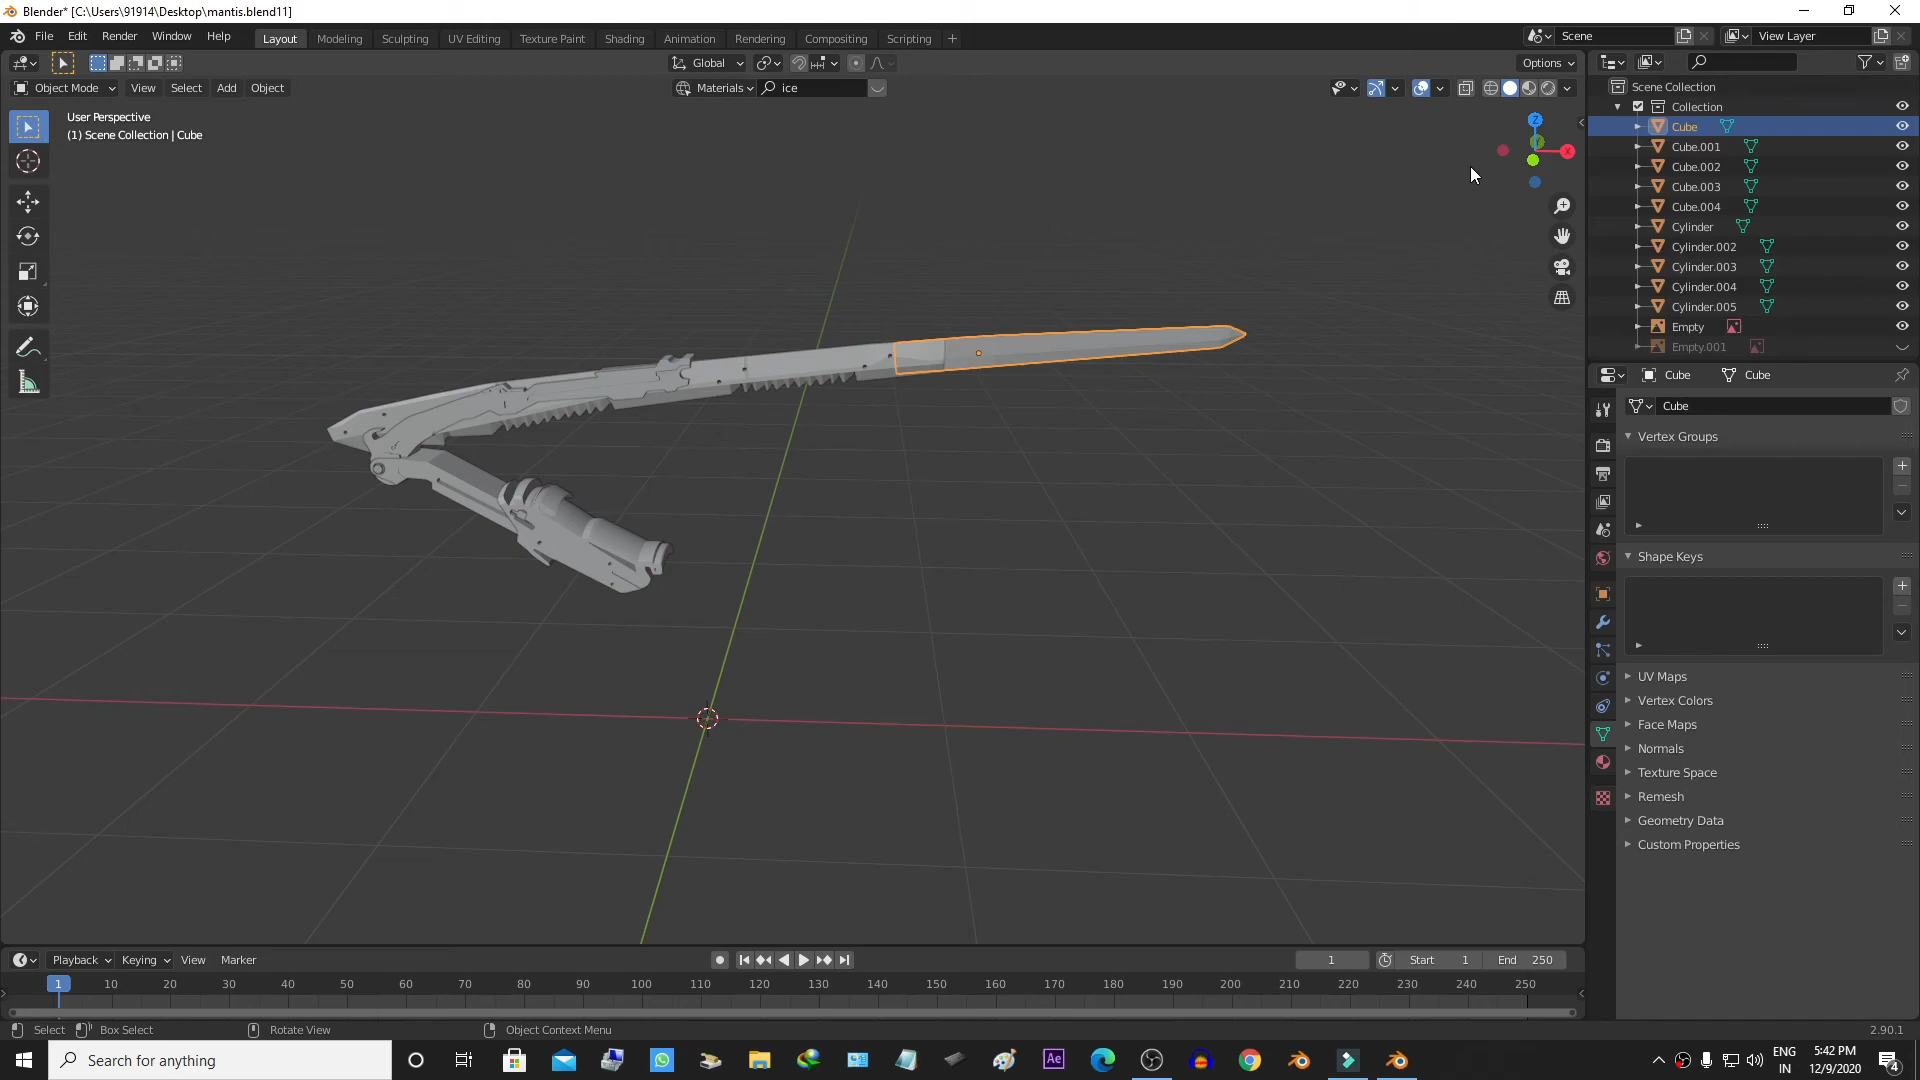 Blender* [C:\Users\91914\Desktop\mantis.blend11]
File Edit Render Window Help Layout Modeling Sculpting UV Editing Texture Paint Shading Animation Rendering Compositing Scripting Scene View Layer
Global Options
Object Mode View Select Add Object Materials ice
User Perspective
(1) Scene Collection | Cube
Z
X
Scene Collection
Collection
Cube
Cube.001
Cube.002
Cube.003
Cube.004
Cylinder
Cylinder.002
Cylinder.003
Cylinder.004
Cylinder.005
Empty
Empty.001
Cube Cube
Cube
Vertex Groups
Shape Keys
UV Maps
Vertex Colors
Face Maps
Normals
Texture Space
Remesh
Geometry Data
Custom Properties
Playback Keying View Marker 1 Start 1 End 250
1 10 20 30 40 50 60 70 80 90 100 110 120 130 140 150 160 170 180 190 200 210 220 230 240 250
Select Box Select Rotate View Object Context Menu 2.90.1
Search for anything
Ae
ENG
IN
5:42 PM
12/9/2020
4